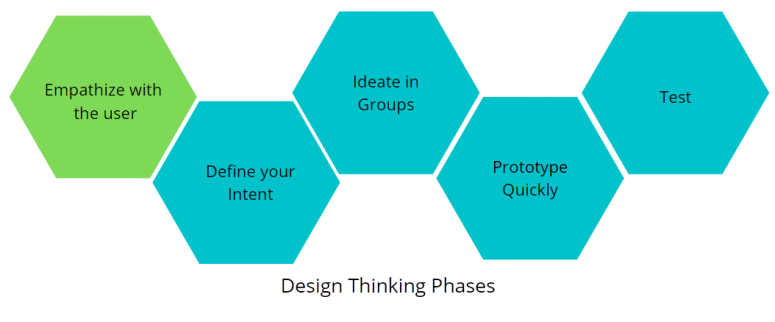 Empathize with
the user
Define your
Intent
Ideate in
Groups
Prototype
Quickly
Test
Design Thinking Phases